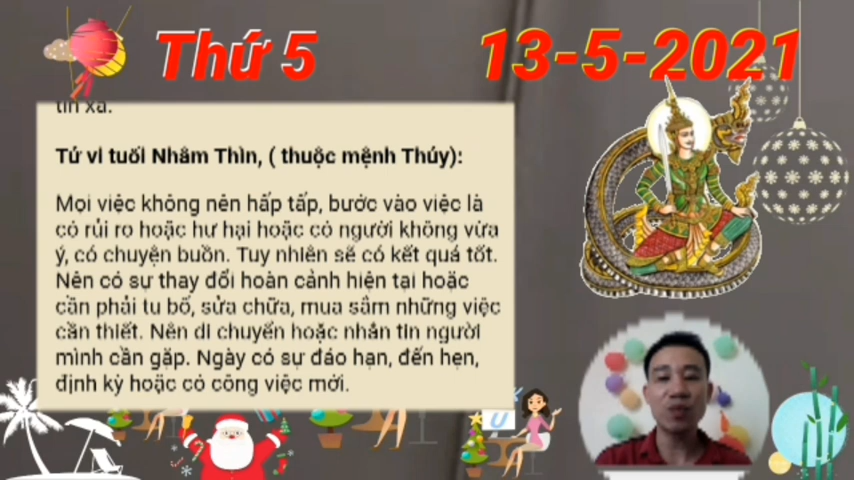 Thứ 5
13-5-2021
tín xa.
Tử vi tuổi Nhâm Thìn, ( thuộc mệnh Thủy):
Mọi việc không nên hấp tấp, bước vào việc là
có rủi ro hoặc hư hại hoặc có người không vừa
ý, có chuyện buồn. Tuy nhiên sẽ có kết quả tốt.
Nên có sự thay đổi hoàn cảnh hiện tại hoặc
cần phải tu bổ, sửa chữa, mua sắm những việc
cần thiết. Nên di chuyển hoặc nhắn tin người
mình cần gặp. Ngày có sự đáo hạn, đến hẹn,
định kỳ hoặc có công việc mới.